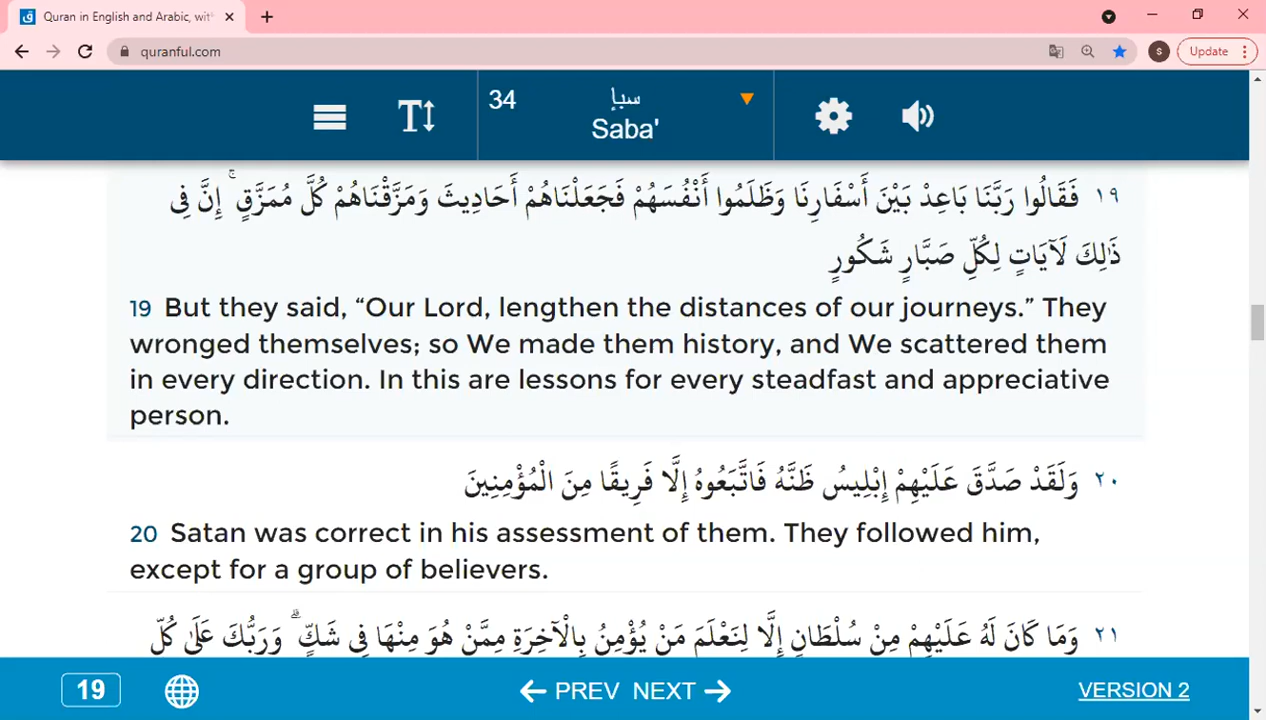 Quran in English and Arabic, wit
quranful.com
S
Update
34
سبإ
Saba'
١٩ فَقَالُوا رَبَّنَا بَاعِدْ بَيْنَ أَسْفَارِنَا وَظَلَمُوا أَنْفُسَهُمْ فَجَعَلْنَاهُمْ أَحَادِيثَ وَمَزَّقْنَاهُمْ كُلَّ مُمَزَّقٍ ۚ إِنَّ فِى
ذَٰلِكَ لَآيَاتٍ لِكُلِّ صَبَّارٍ شَكُورٍ
19 But they said, “Our Lord, lengthen the distances of our journeys.” They
wronged themselves; so We made them history, and We scattered them
in every direction. In this are lessons for every steadfast and appreciative
person.
٢٠ وَلَقَدْ صَدَّقَ عَلَيْهِمْ إِبْلِيسُ ظَنَّهُ فَاتَّبَعُوهُ إِلَّا فَرِيقًا مِنَ الْمُؤْمِنِينَ
20 Satan was correct in his assessment of them. They followed him,
except for a group of believers.
٢١ وَمَا كَانَ لَهُ عَلَيْهِمْ مِنْ سُلْطَانٍ إِلَّا لِنَعْلَمَ مَنْ يُؤْمِنُ بِالْآخِرَةِ مِمَّنْ هُوَ مِنْهَا فِى شَكٍّ ۗ وَرَبُّكَ عَلَىٰ كُلِّ
19
PREV NEXT
VERSION 2